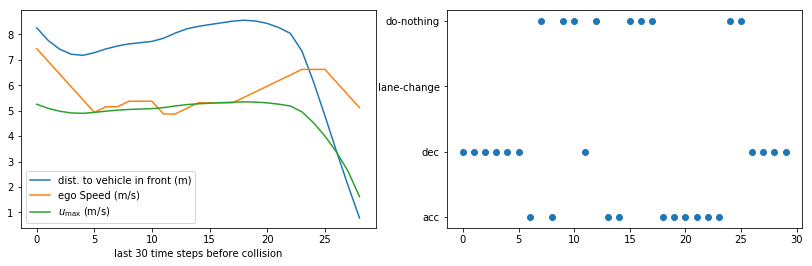 8
7
6
5
4
3
2
1
dist. to vehicle in front (m)
ego Speed (m/s)
u_max (m/s)
0 5 10 15 20 25
last 30 time steps before collision
do-nothing
lane-change
dec
acc
0 5 10 15 20 25 30